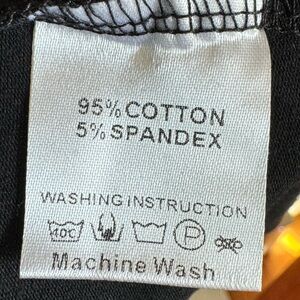 95% COTTON
5% SPANDEX
WASHING INSTRUCTION
40C P
Machine Wash